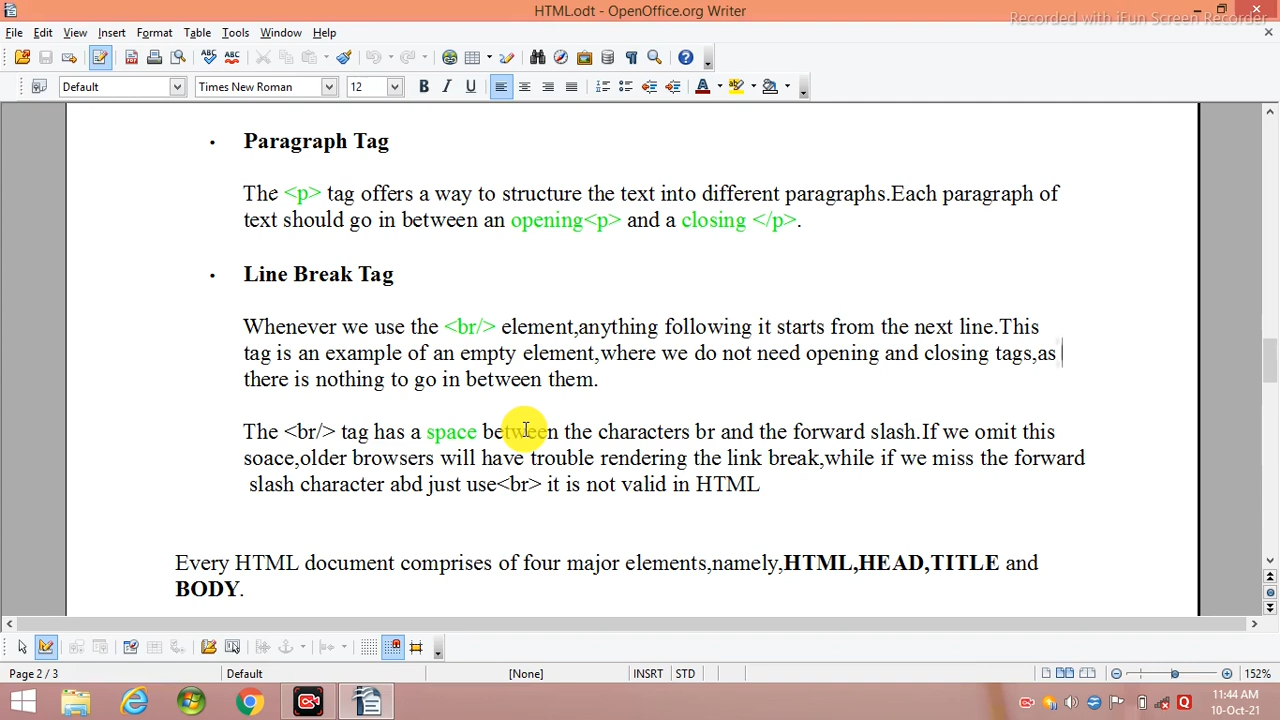 HTML.odt - OpenOffice.org Writer
Recorded with iFun Screen Recorder
File Edit View Insert Format Table Tools Window Help
Default Times New Roman 12
• Paragraph Tag
The <p> tag offers a way to structure the text into different paragraphs.Each paragraph of
text should go in between an opening<p> and a closing </p>.
• Line Break Tag
Whenever we use the <br/> element,anything following it starts from the next line.This
tag is an example of an empty element,where we do not need opening and closing tags,as
there is nothing to go in between them.
The <br/> tag has a space between the characters br and the forward slash.If we omit this
soace,older browsers will have trouble rendering the link break,while if we miss the forward
slash character abd just use<br> it is not valid in HTML
Every HTML document comprises of four major elements,namely,HTML,HEAD,TITLE and
BODY.
Page 2 / 3 Default [None] INSRT STD 152%
11:44 AM
10-Oct-21